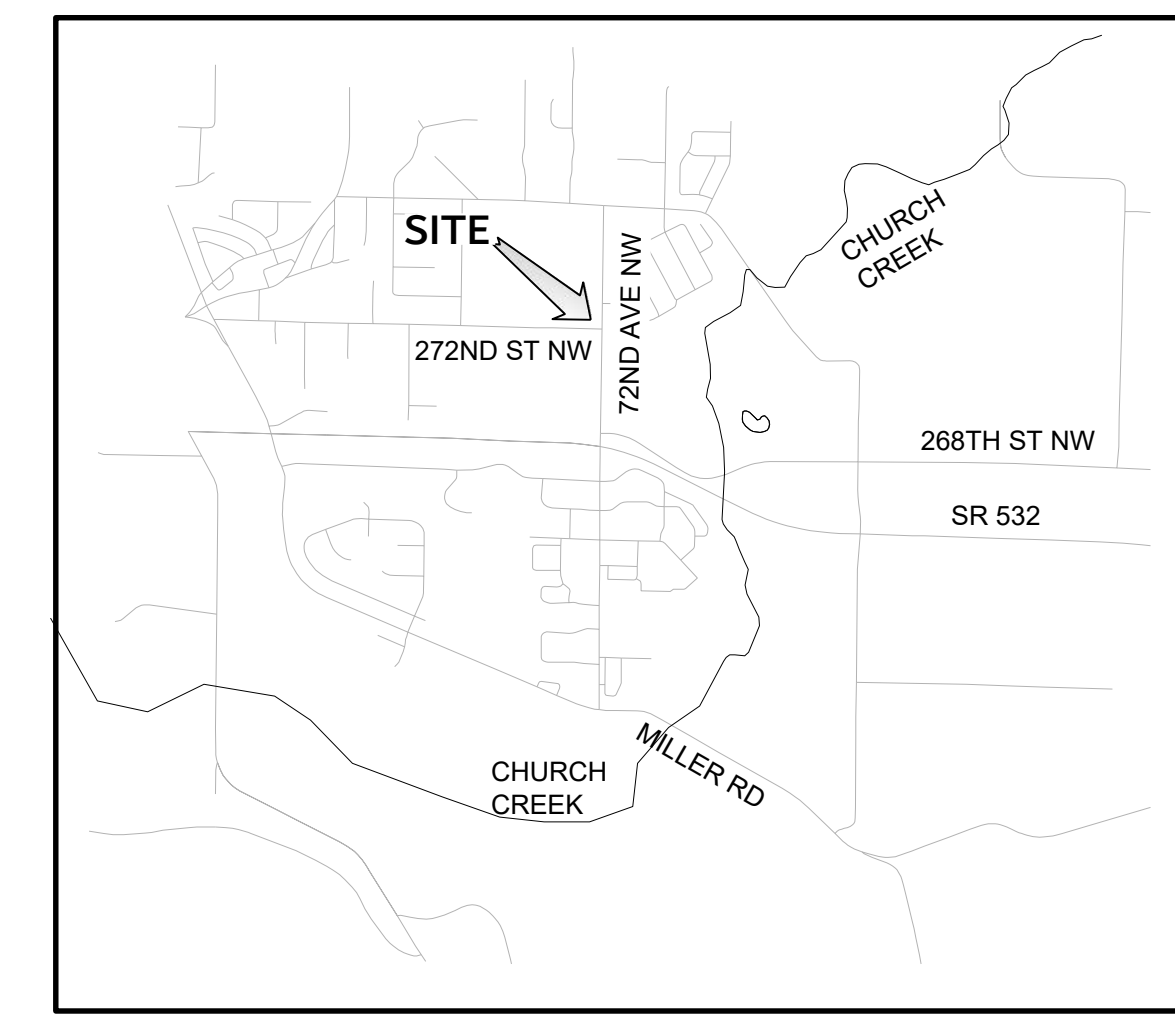 SITE
CHURCH
CREEK
72ND AVE NW
272ND ST NW
268TH ST NW
SR 532
MILLER RD
CHURCH
CREEK